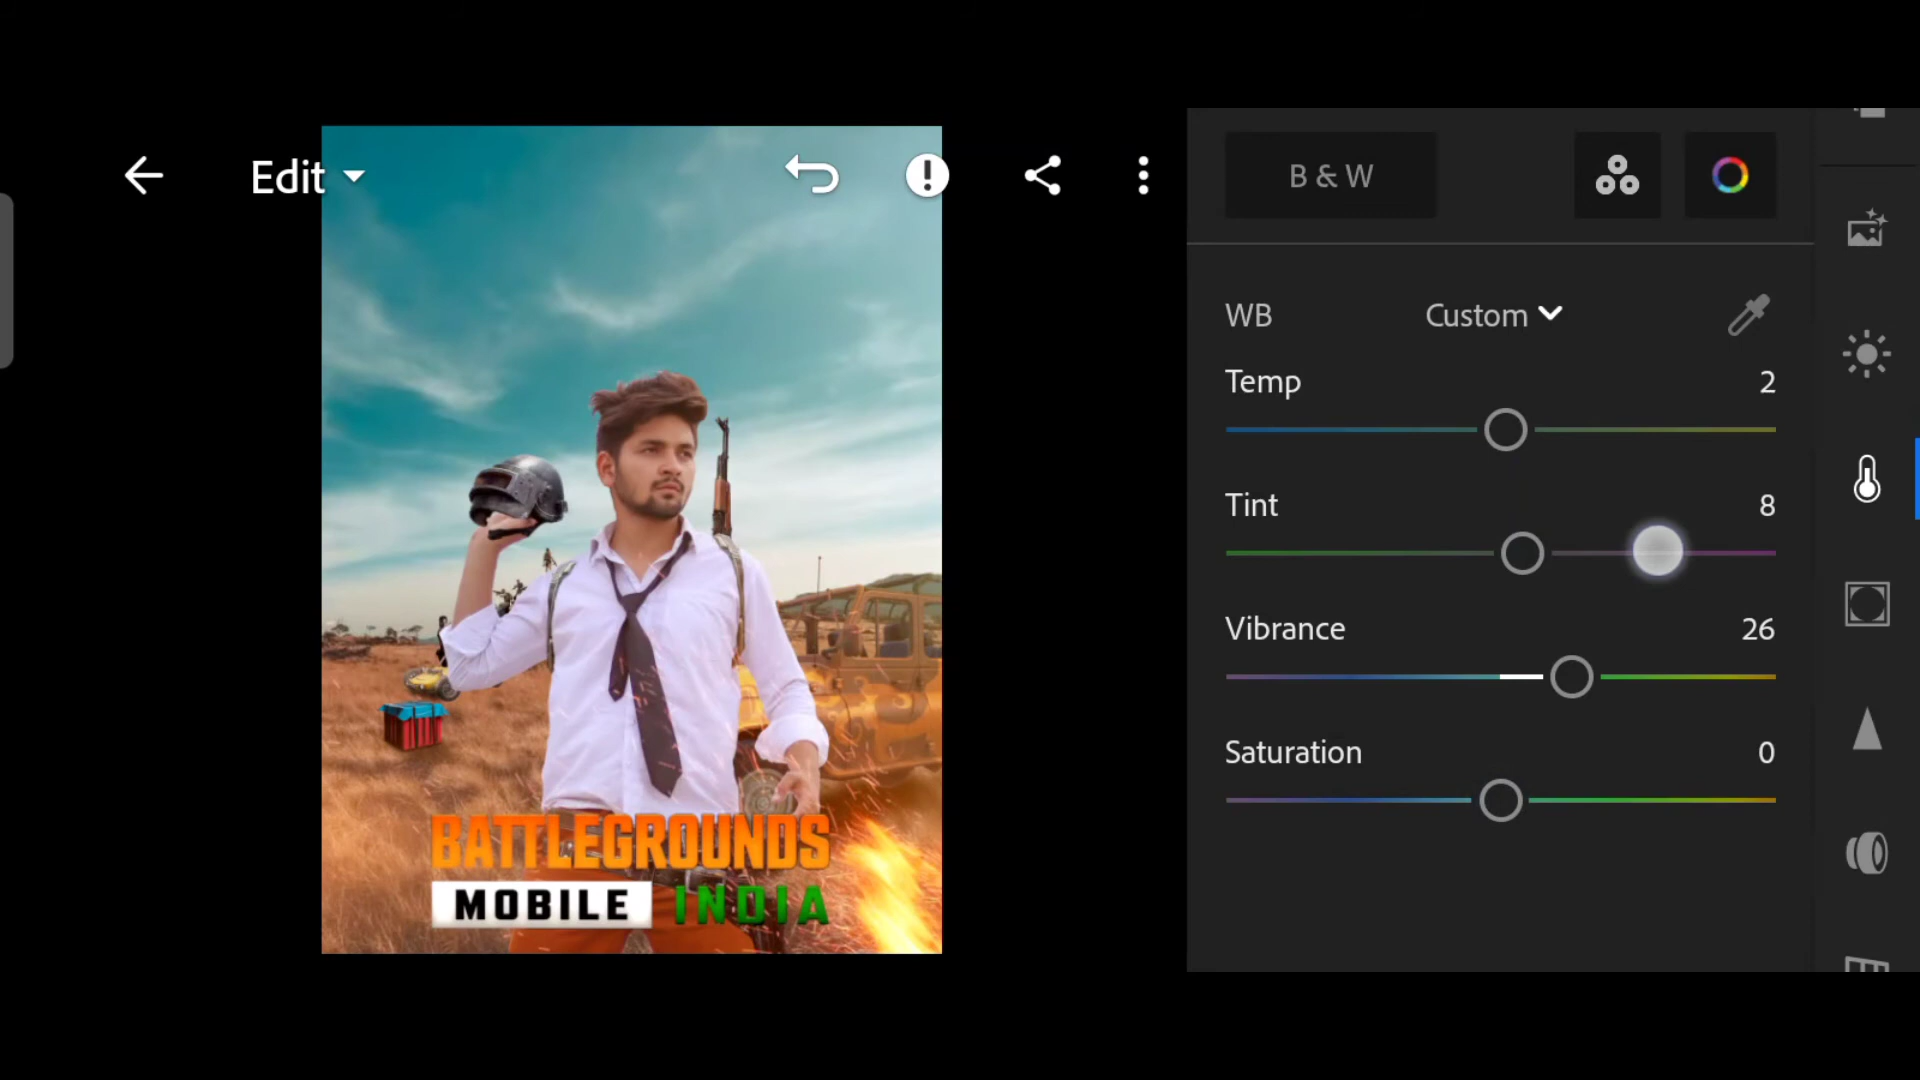 Edit
B & W
WB Custom
Temp 2
Tint 8
Vibrance 26
Saturation 0
BATTLEGROUNDS
MOBILE INDIA